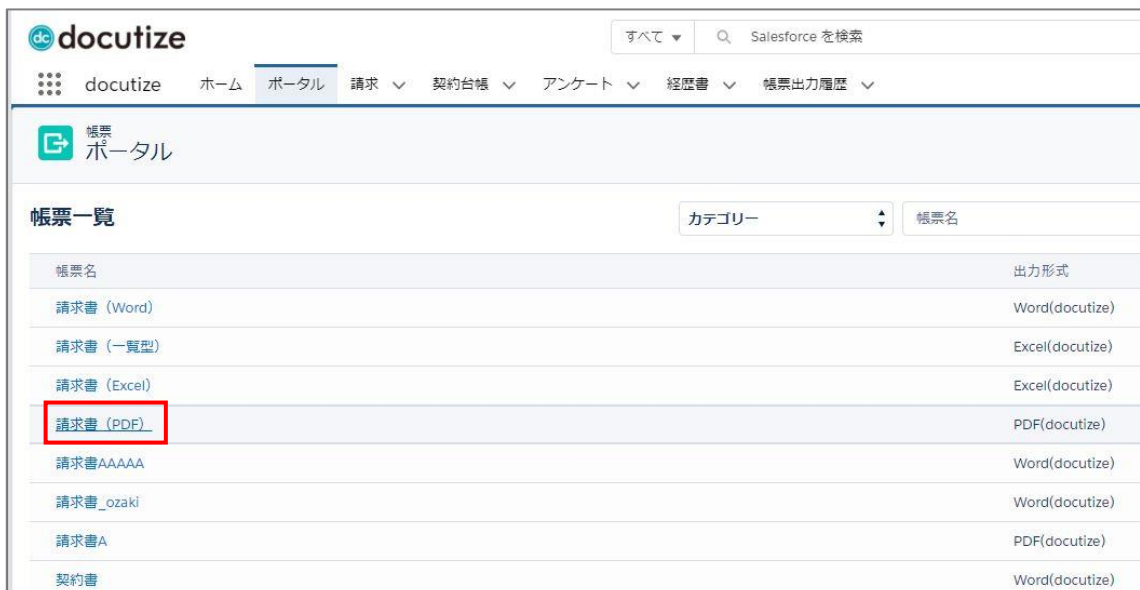 dc docutize
すべて Salesforce を検索
docutize ホーム ポータル 請求 契約台帳 アンケート 経歴書 帳票出力履歴
帳票
ポータル
帳票一覧 カテゴリー 帳票名
帳票名 出力形式
請求書（Word） Word(docutize)
請求書（一覧型） Excel(docutize)
請求書（Excel） Excel(docutize)
請求書（PDF） PDF(docutize)
請求書AAAAA Word(docutize)
請求書_ozaki Word(docutize)
請求書A PDF(docutize)
契約書 Word(docutize)